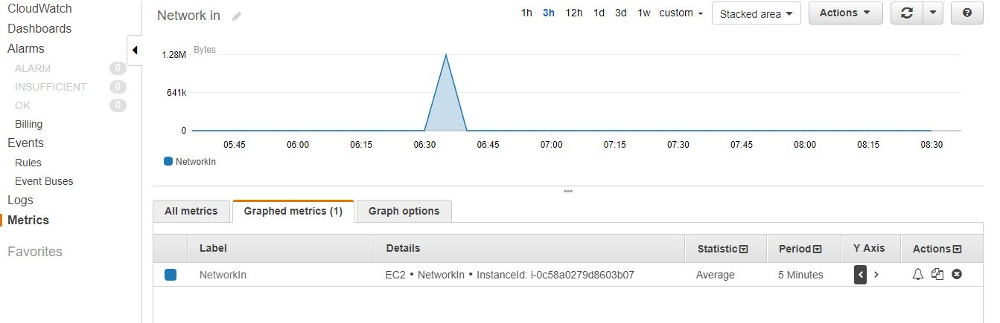 CloudWatch
Dashboards
Alarms
ALARM 0
INSUFFICIENT 0
OK 0
Billing
Events
Rules
Event Buses
Logs
Metrics
Favorites
Network in
1h 3h 12h 1d 3d 1w custom Stacked area Actions ?
Bytes
1.28M
641k
0
05:45 06:00 06:15 06:30 06:45 07:00 07:15 07:30 07:45 08:00 08:15 08:30
NetworkIn
All metrics Graphed metrics (1) Graph options
Label Details Statistic Period Y Axis Actions
NetworkIn EC2 • NetworkIn • InstanceId: i-0c58a0279d8603b07 Average 5 Minutes < >